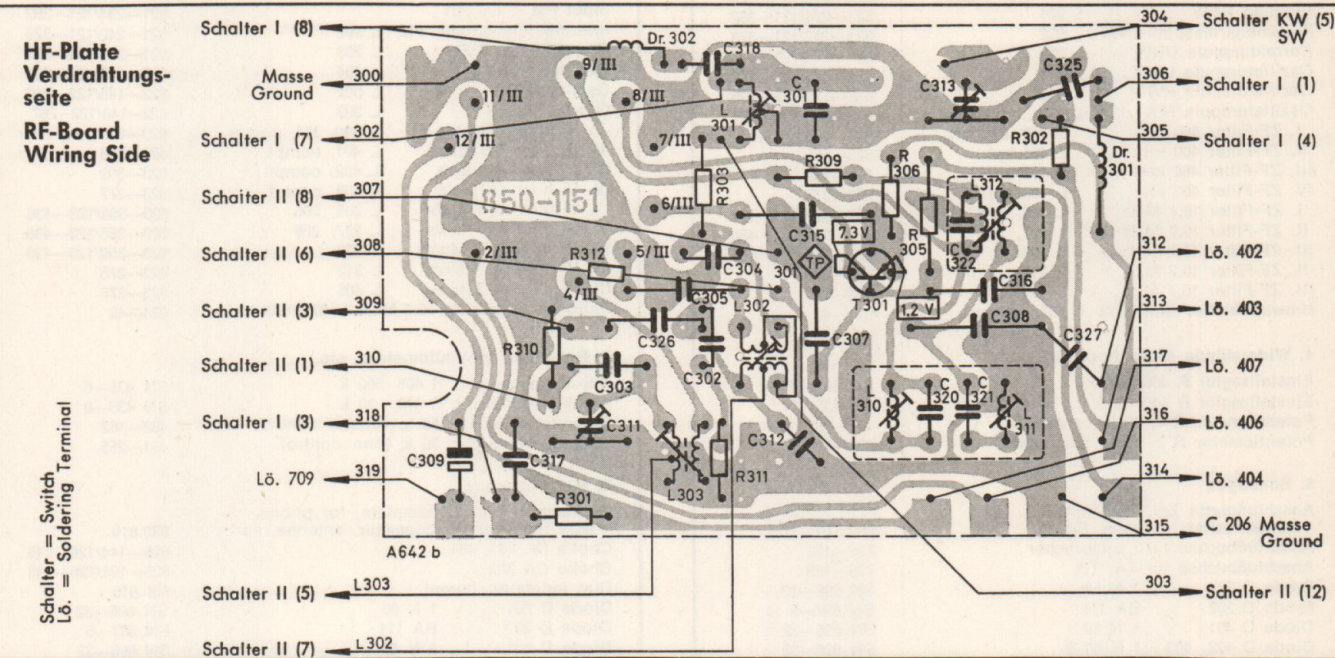 HF-Platte
Verdrahtungs-
seite
RF-Board
Wiring Side
Schalter = Switch
Lö. = Soldering Terminal
Schalter I (8)
Masse
Ground
300
Schalter I (7)
302
Schalter II (8)
307
Schalter II (6)
308
Schalter II (3)
309
Schalter II (1)
310
Schalter I (3)
318
Lö. 709
319
Schalter II (5)
L303
Schalter II (7)
L302
A642 b
850-1151
9/III
Dr. 302
C318
11/III
8/III
12/III
7/III
L
301
C
301
C313
C325
R302
Dr.
301
R303
R309
R
306
6/III
C315
7,3V
R
305
L312
C
322
2/III
R312
5/III
C304
301
TP
4/III
C305
L302
T301
1,2 V
C316
R310
C326
C302
C307
C308
C327
C303
C311
L
310
C
320
C
321
L
311
C312
C309
C317
L303
R311
R301
304
Schalter KW (5)
SW
306
Schalter I (1)
305
Schalter I (4)
312
Lö. 402
313
Lö. 403
317
Lö. 407
316
Lö. 406
314
Lö. 404
315
C 206 Masse
Ground
303
Schalter II (12)